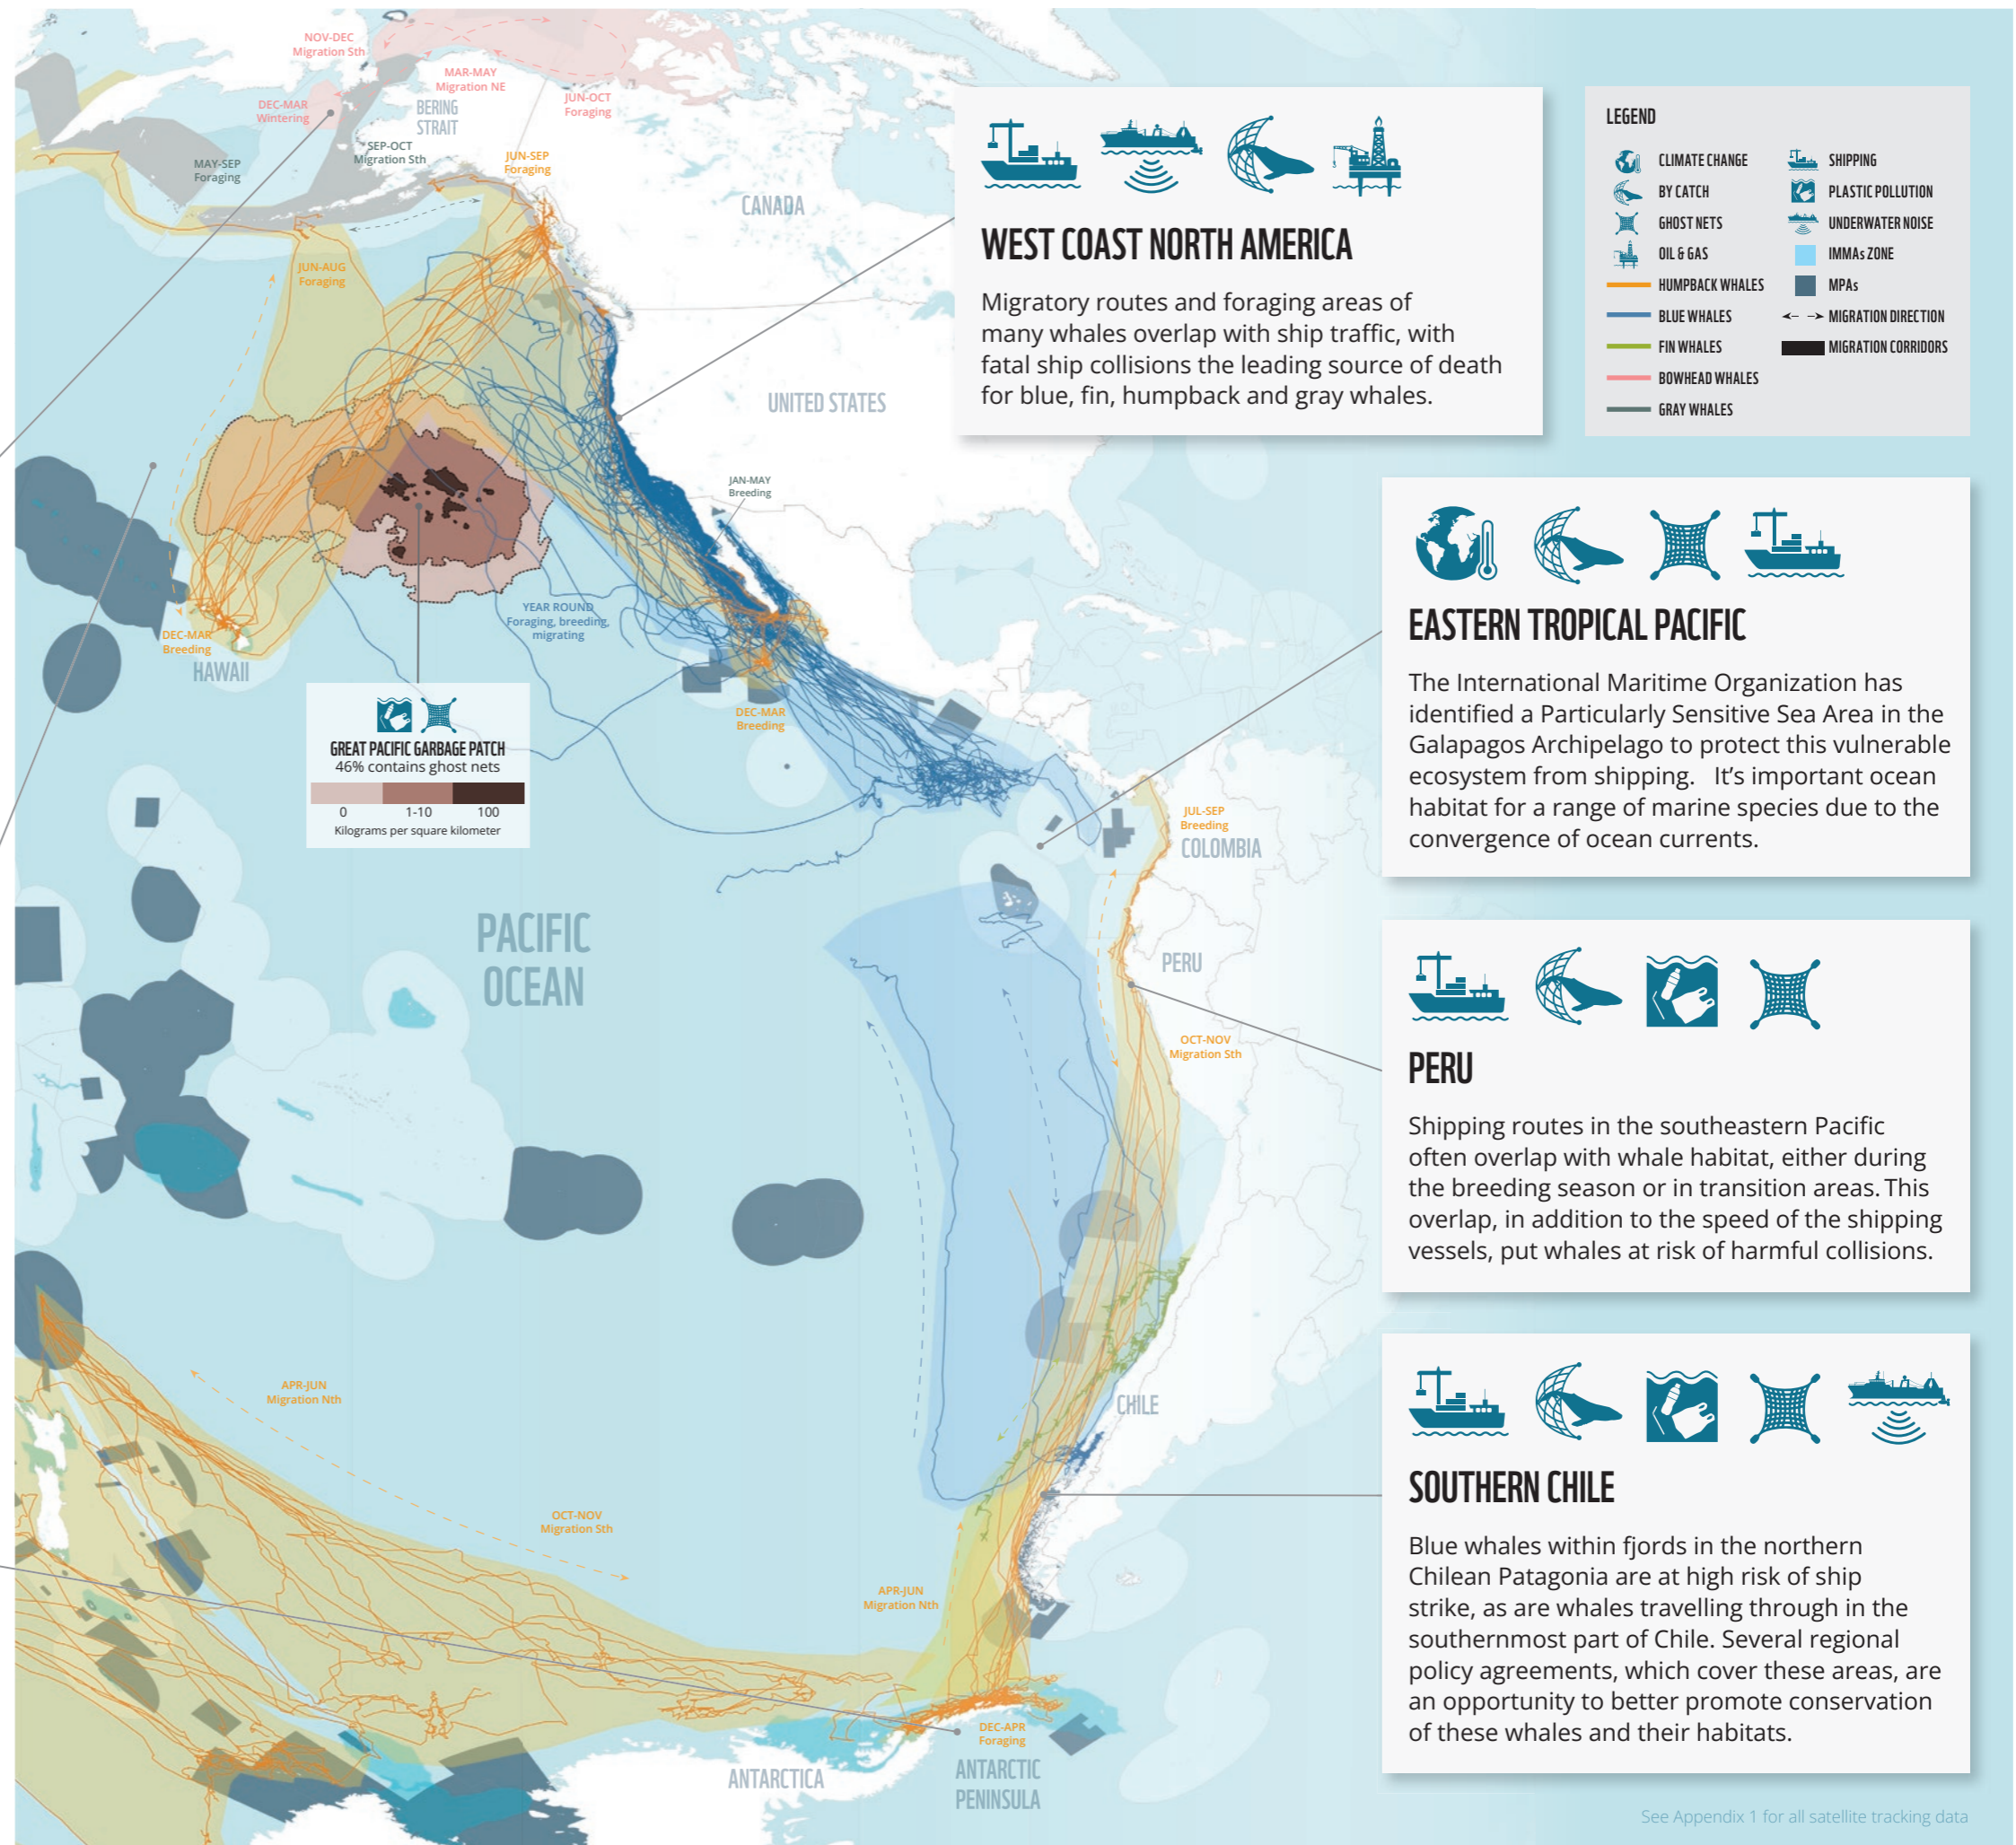 NOV-DEC
Migration Sth
MAR-MAY
Migration NE
DEC-MAR
Wintering
JUN-OCT
Foraging
BERING
STRAIT
SEP-OCT
Migration Sth
MAY-SEP
Foraging
JUN-SEP
Foraging
CANADA
JUN-AUG
Foraging
UNITED STATES
JAN-MAY
Breeding
YEAR ROUND
Foraging, breeding,
migrating
DEC-MAR
Breeding
HAWAII
DEC-MAR
Breeding
GREAT PACIFIC GARBAGE PATCH
46% contains ghost nets
0 1-10 100
Kilograms per square kilometer
JUL-SEP
Breeding
COLOMBIA
PACIFIC
OCEAN
PERU
OCT-NOV
Migration Sth
APR-JUN
Migration Nth
CHILE
OCT-NOV
Migration Sth
APR-JUN
Migration Nth
DEC-APR
Foraging
ANTARCTICA
ANTARCTIC
PENINSULA
WEST COAST NORTH AMERICA
Migratory routes and foraging areas of
many whales overlap with ship traffic, with
fatal ship collisions the leading source of death
for blue, fin, humpback and gray whales.
LEGEND
CLIMATE CHANGE
BY CATCH
GHOST NETS
OIL & GAS
HUMPBACK WHALES
BLUE WHALES
FIN WHALES
BOWHEAD WHALES
GRAY WHALES
SHIPPING
PLASTIC POLLUTION
UNDERWATER NOISE
IMMAs ZONE
MPAs
MIGRATION DIRECTION
MIGRATION CORRIDORS
EASTERN TROPICAL PACIFIC
The International Maritime Organization has
identified a Particularly Sensitive Sea Area in the
Galapagos Archipelago to protect this vulnerable
ecosystem from shipping. It's important ocean
habitat for a range of marine species due to the
convergence of ocean currents.
PERU
Shipping routes in the southeastern Pacific
often overlap with whale habitat, either during
the breeding season or in transition areas. This
overlap, in addition to the speed of the shipping
vessels, put whales at risk of harmful collisions.
SOUTHERN CHILE
Blue whales within fjords in the northern
Chilean Patagonia are at high risk of ship
strike, as are whales travelling through in the
southernmost part of Chile. Several regional
policy agreements, which cover these areas, are
an opportunity to better promote conservation
of these whales and their habitats.
See Appendix 1 for all satellite tracking data